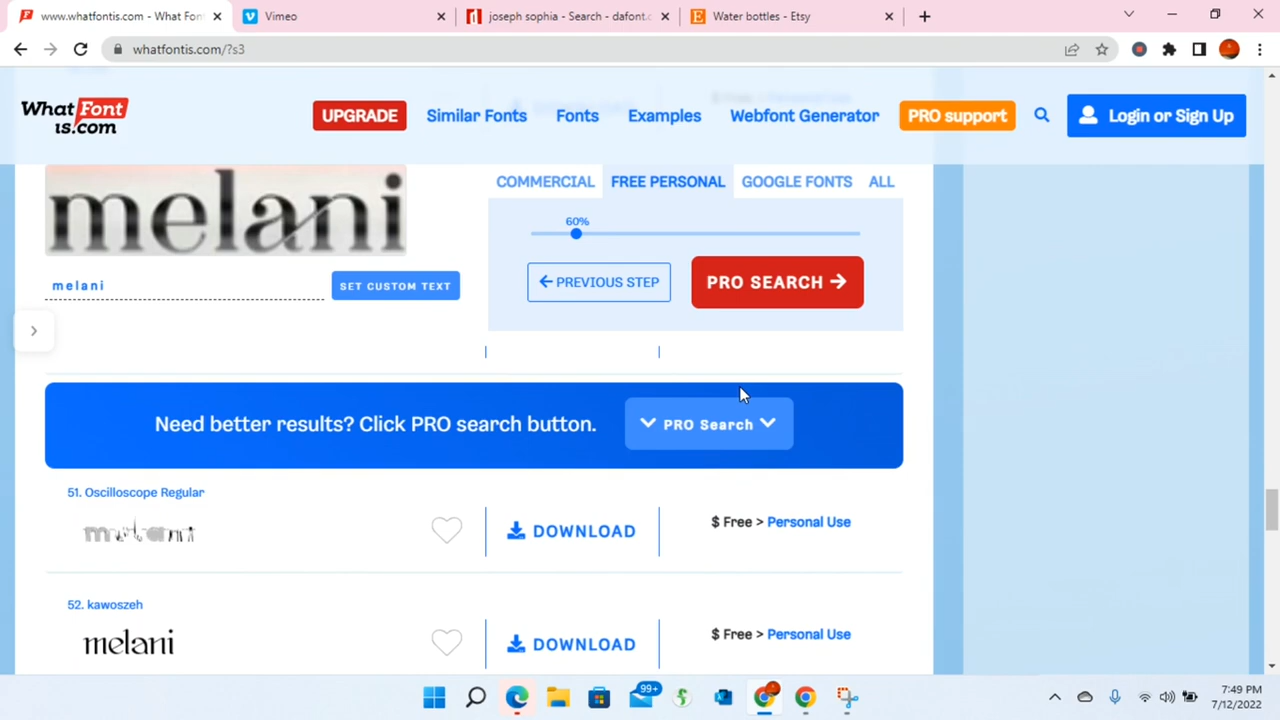 www.whatfontis.com - What Fon
Vimeo
joseph sophia - Search - dafont.c
Water bottles - Etsy
whatfontis.com/?s3
What Font is.com
UPGRADE
Similar Fonts
Fonts
Examples
Webfont Generator
PRO support
Login or Sign Up
melani
COMMERCIAL
FREE PERSONAL
GOOGLE FONTS
ALL
60%
PREVIOUS STEP
PRO SEARCH
melani
SET CUSTOM TEXT
Need better results? Click PRO search button.
PRO Search
51. Oscilloscope Regular
DOWNLOAD
$ Free > Personal Use
52. kawoszeh
melani
DOWNLOAD
$ Free > Personal Use
99+
7:49 PM
7/12/2022